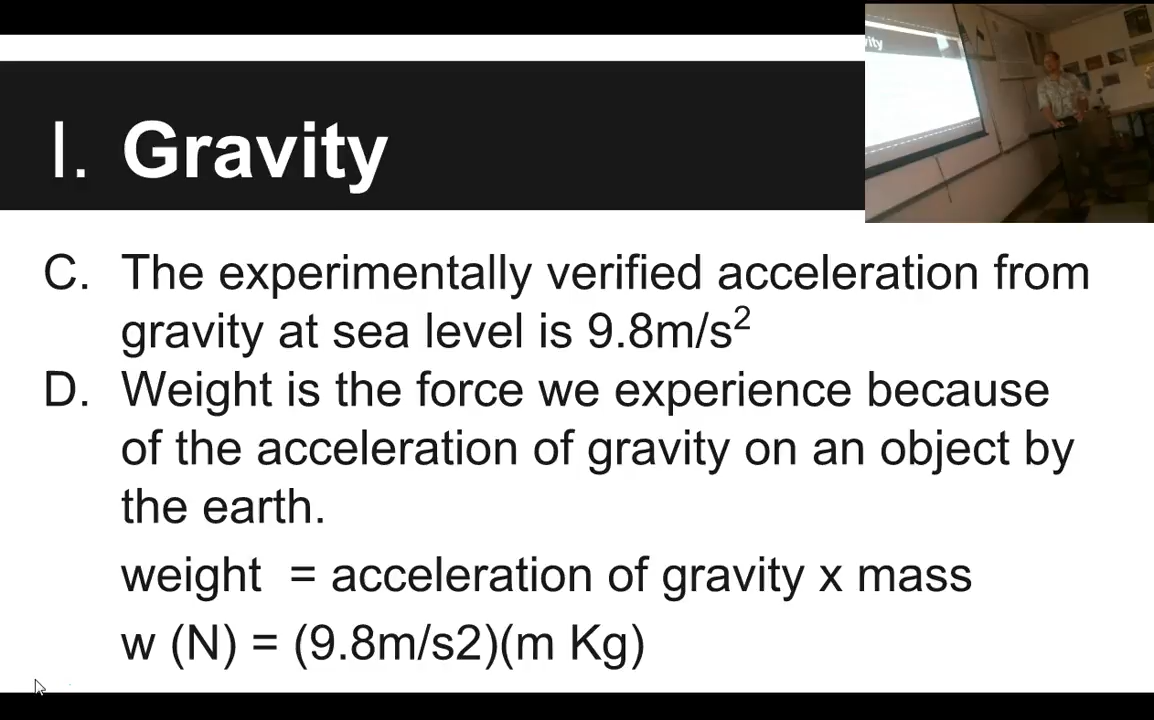 I. Gravity
C. The experimentally verified acceleration from
gravity at sea level is 9.8m/s²
D. Weight is the force we experience because
of the acceleration of gravity on an object by
the earth.
weight = acceleration of gravity x mass
w (N) = (9.8m/s2)(m Kg)
ity